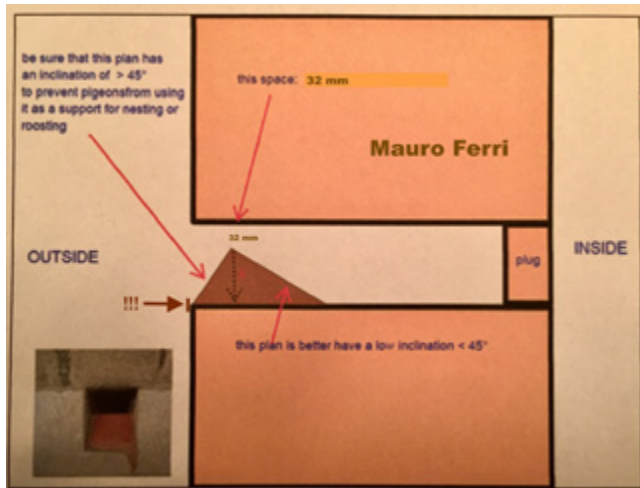 be sure that this plan has
an inclination of > 45°
to prevent pigeonsfrom using
it as a support for nesting or
roosting
this space: 32 mm
Mauro Ferri
32 mm
OUTSIDE
plug
INSIDE
!!!
this plan is better have a low inclination < 45°